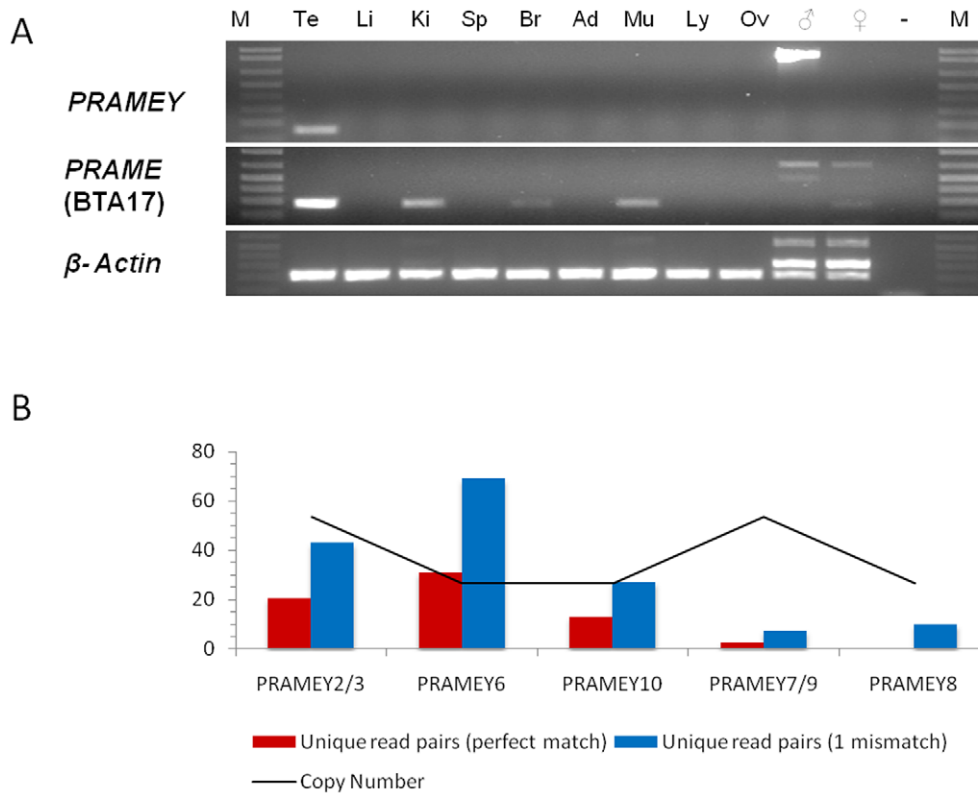 A
M Te Li Ki Sp Br Ad Mu Ly Ov ♂ ♀ - M
PRAMEY
PRAME
(BTA17)
β- Actin
B
80
60
40
20
0
PRAMEY2/3 PRAMEY6 PRAMEY10 PRAMEY7/9 PRAMEY8
Unique read pairs (perfect match) Unique read pairs (1 mismatch)
Copy Number